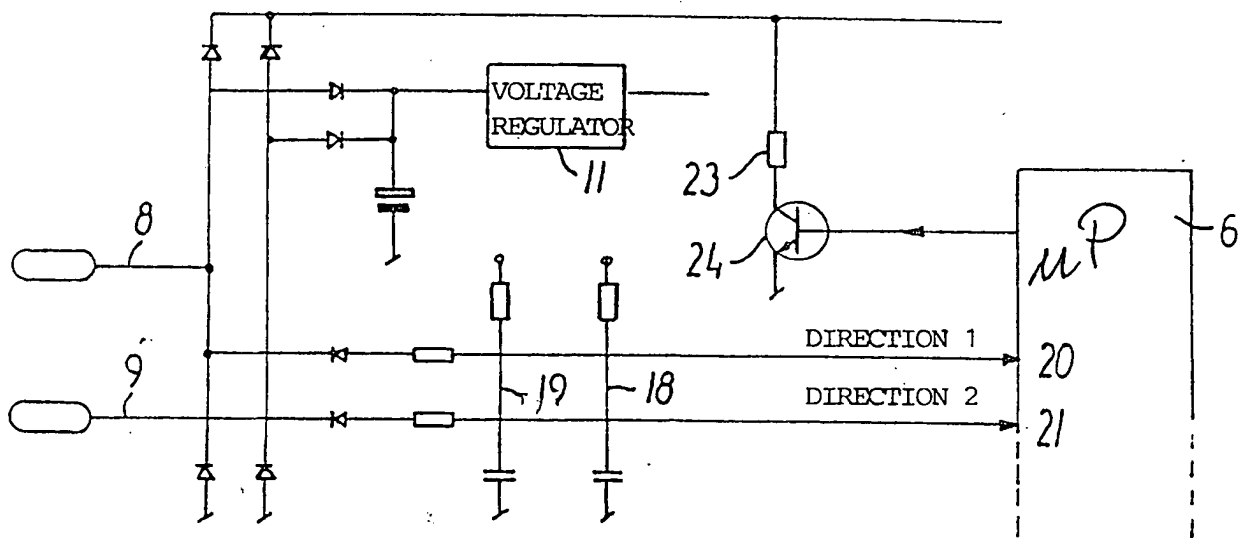 VOLTAGE
REGULATOR
11
23
8
24
μP
6
DIRECTION 1
20
9
19
18
DIRECTION 2
21